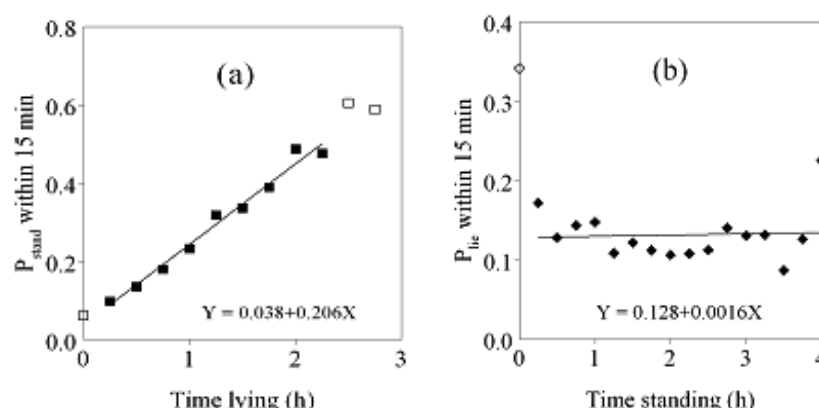 (a)
P_stand within 15 min
0.8
0.6
0.4
0.2
0.0
Y = 0.038+0.206X
0 1 2 3
Time lying (h)
(b)
P_lie within 15 min
0.4
0.3
0.2
0.1
0.0
Y = 0.128+0.0016X
0 1 2 3 4
Time standing (h)